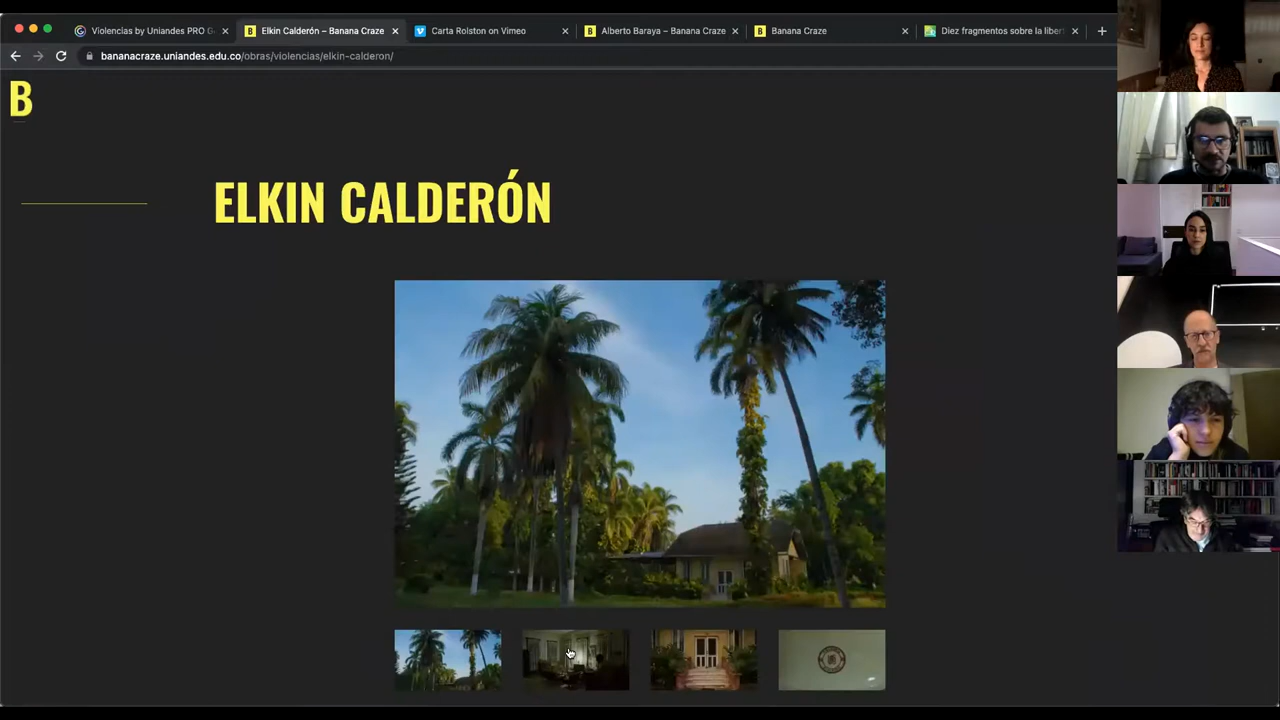 Violencias by Uniandes PRO G
Elkin Calderón – Banana Craze
Carta Rolston on Vimeo
Alberto Baraya – Banana Craze
Banana Craze
Diez fragmentos sobre la libert
bananacraze.uniandes.edu.co/obras/violencias/elkin-calderon/
B
ELKIN CALDERÓN